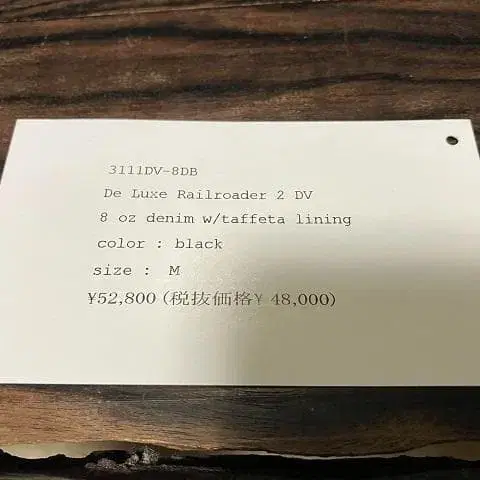 3111DV-8DB
De Luxe Railroader 2 DV
8 oz denim w/taffeta lining
color : black
size : M
¥52,800 (税抜価格¥ 48,000)